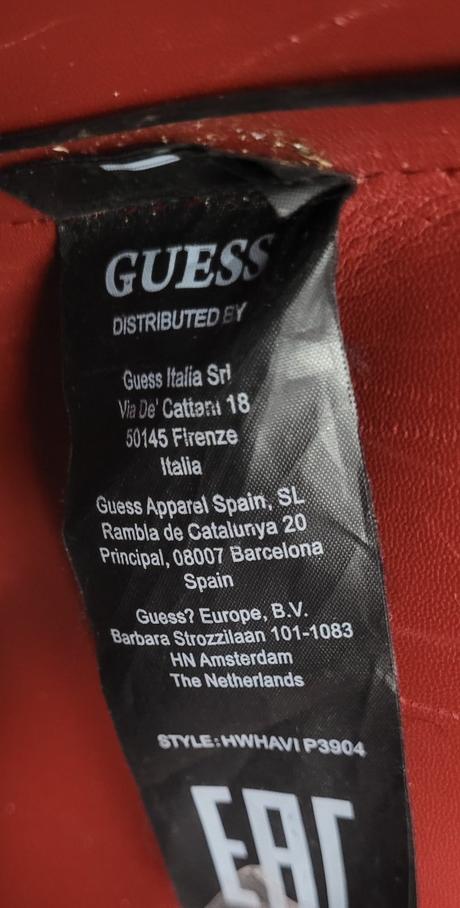 GUESS
DISTRIBUTED BY
Guess Italia Srl
Via De' Cattani 18
50145 Firenze
Italia
Guess Apparel Spain, SL
Rambla de Catalunya 20
Principal, 08007 Barcelona
Spain
Guess? Europe, B.V.
Barbara Strozzilaan 101-1083
HN Amsterdam
The Netherlands
STYLE: HWHAVI P3904
EAC